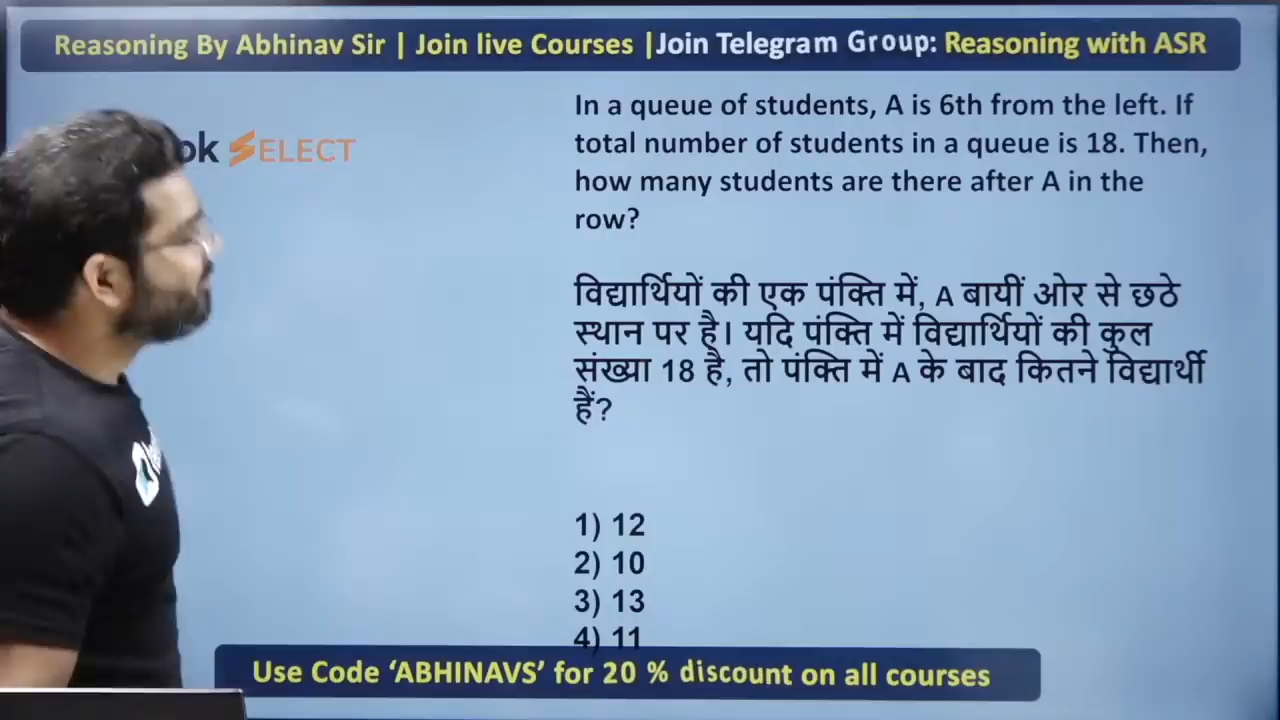 Reasoning By Abhinav Sir | Join live Courses |Join Telegram Group: Reasoning with ASR
ok SELECT
In a queue of students, A is 6th from the left. If
total number of students in a queue is 18. Then,
how many students are there after A in the
row?
विद्यार्थियों की एक पंक्ति में, A बायीं ओर से छठे
स्थान पर है। यदि पंक्ति में विद्यार्थियों की कुल
संख्या 18 है, तो पंक्ति में A के बाद कितने विद्यार्थी
हैं?
1) 12
2) 10
3) 13
4) 11
Use Code ‘ABHINAVS’ for 20 % discount on all courses